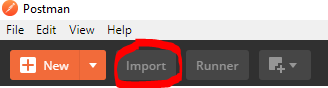 Postman
File Edit View Help
New Import Runner